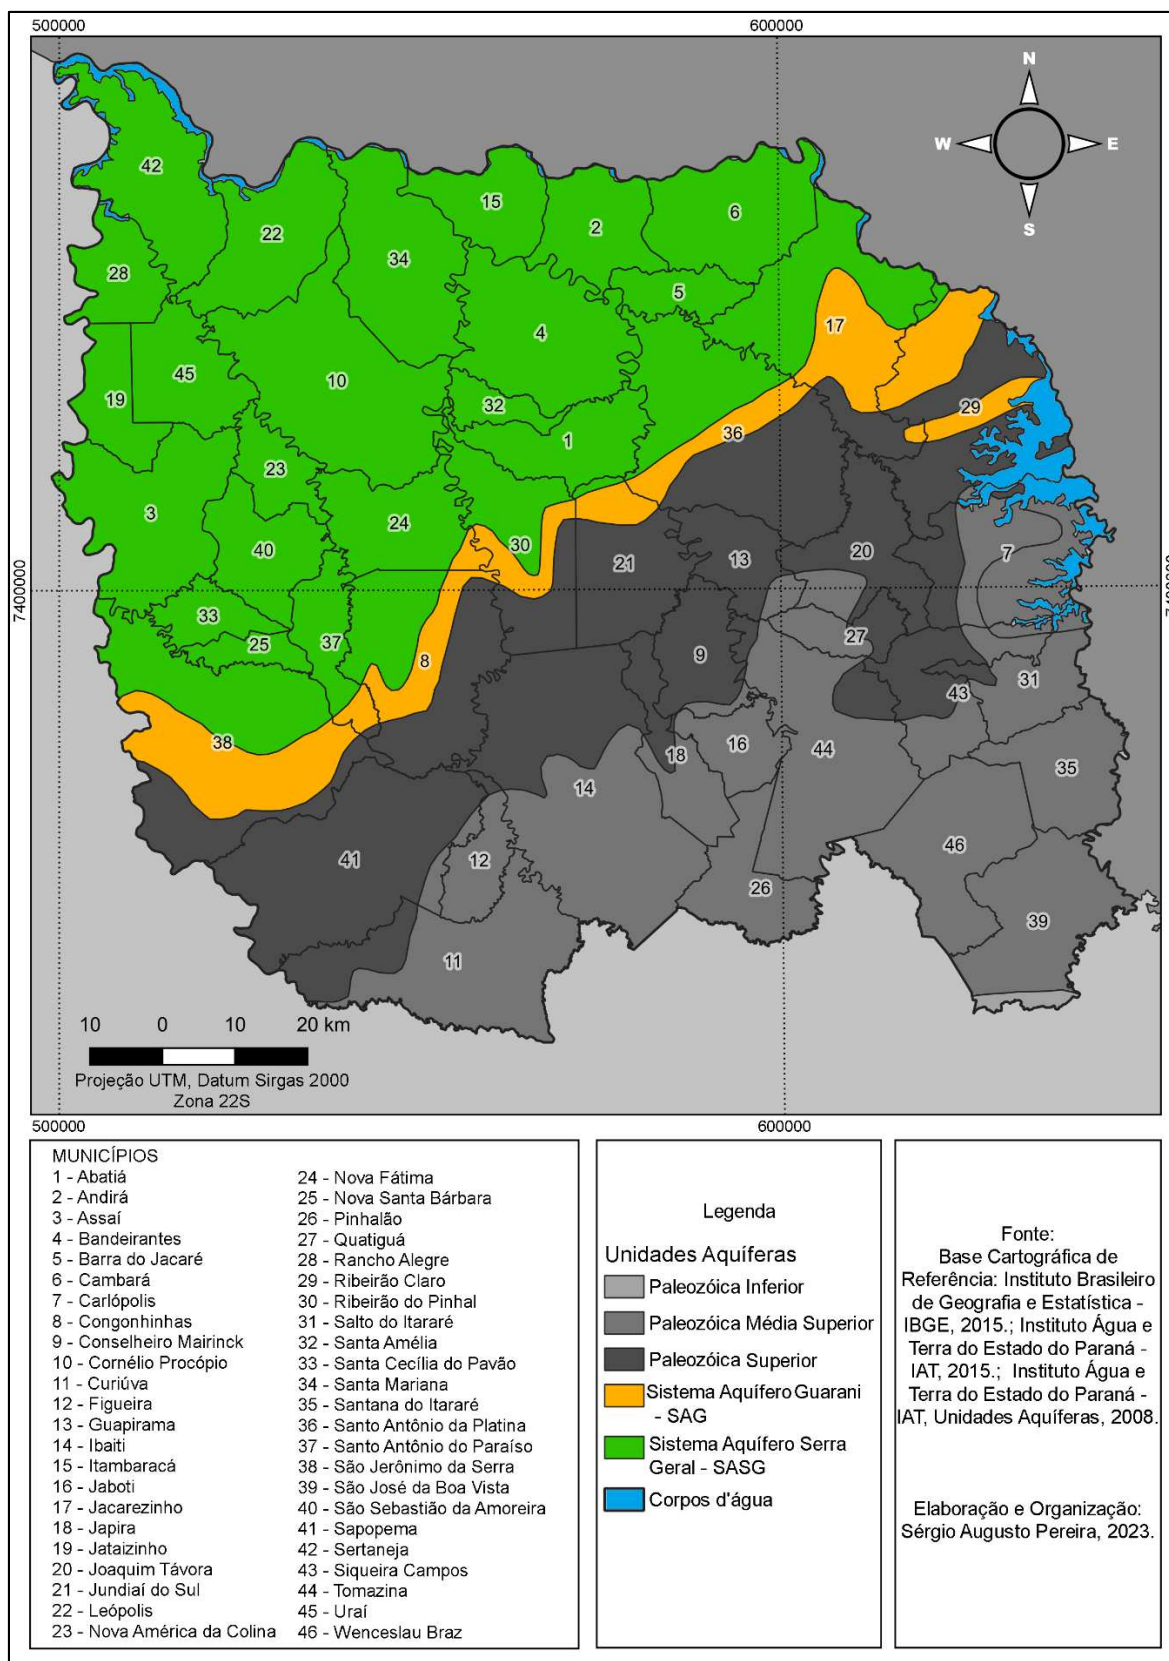 500000
600000
N
W
E
S
42
15
6
2
22
34
28
5
17
4
45
10
19
32
29
36
1
23
3
24
30
40
21
13
20
7
7400000
33
25
37
27
9
8
31
43
38
18
16
44
35
14
41
12
46
26
39
11
10 0 10 20 km
Projeção UTM, Datum Sirgas 2000
Zona 22S
500000
600000
MUNICÍPIOS
1 - Abatiá
2 - Andirá
3 - Assaí
4 - Bandeirantes
5 - Barra do Jacaré
6 - Cambará
7 - Carlópolis
8 - Congonhinhas
9 - Conselheiro Mairinck
10 - Cornélio Procópio
11 - Curiúva
12 - Figueira
13 - Guapirama
14 - Ibaiti
15 - Itambaracá
16 - Jaboti
17 - Jacarezinho
18 - Japira
19 - Jataizinho
20 - Joaquim Távora
21 - Jundiaí do Sul
22 - Leópolis
23 - Nova América da Colina
24 - Nova Fátima
25 - Nova Santa Bárbara
26 - Pinhalão
27 - Quatiguá
28 - Rancho Alegre
29 - Ribeirão Claro
30 - Ribeirão do Pinhal
31 - Salto do Itararé
32 - Santa Amélia
33 - Santa Cecília do Pavão
34 - Santa Mariana
35 - Santana do Itararé
36 - Santo Antônio da Platina
37 - Santo Antônio do Paraíso
38 - São Jerônimo da Serra
39 - São José da Boa Vista
40 - São Sebastião da Amoreira
41 - Sapopema
42 - Sertaneja
43 - Siqueira Campos
44 - Tomazina
45 - Uraí
46 - Wenceslau Braz
Legenda
Unidades Aquíferas
Paleozóica Inferior
Paleozóica Média Superior
Paleozóica Superior
Sistema Aquífero Guarani
- SAG
Sistema Aquífero Serra
Geral - SASG
Corpos d'água
Fonte:
Base Cartográfica de
Referência: Instituto Brasileiro
de Geografia e Estatística -
IBGE, 2015.; Instituto Água e
Terra do Estado do Paraná -
IAT, 2015.; Instituto Água e
Terra do Estado do Paraná -
IAT, Unidades Aquíferas, 2008.
Elaboração e Organização:
Sérgio Augusto Pereira, 2023.